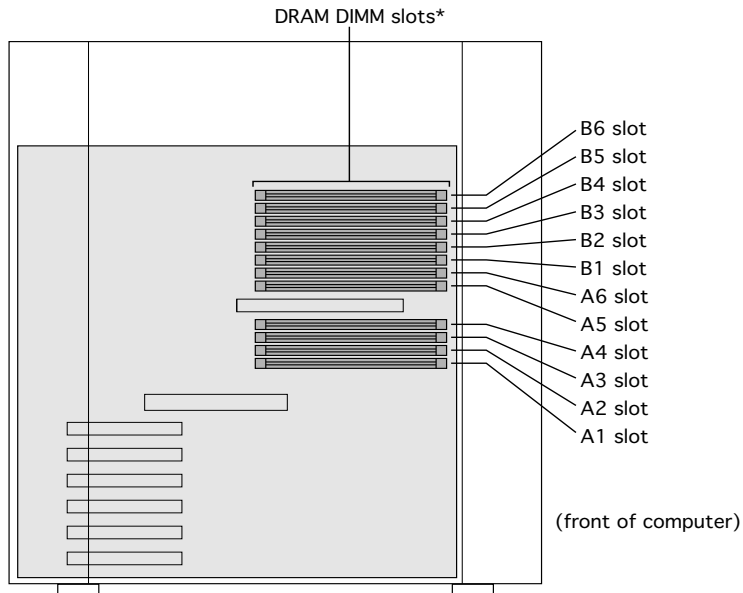 DRAM DIMM slots*
B6 slot
B5 slot
B4 slot
B3 slot
B2 slot
B1 slot
A6 slot
A5 slot
A4 slot
A3 slot
A2 slot
A1 slot
(front of computer)